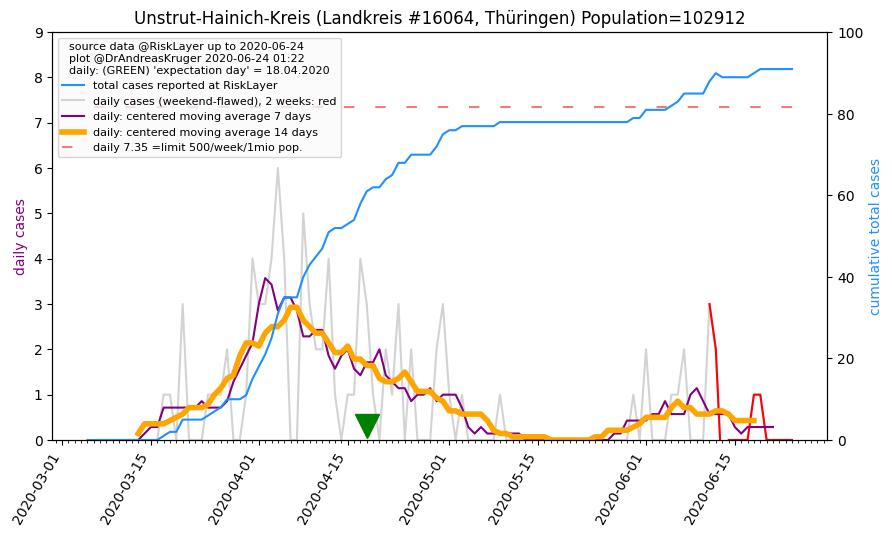 Unstrut-Hainich-Kreis (Landkreis #16064, Thüringen) Population=102912
source data @RiskLayer up to 2020-06-24
plot @DrAndreasKruger 2020-06-24 01:22
daily: (GREEN) 'expectation day' = 18.04.2020
total cases reported at RiskLayer
daily cases (weekend-flawed), 2 weeks: red
daily: centered moving average 7 days
daily: centered moving average 14 days
daily 7.35 =limit 500/week/1mio pop.
daily cases
9
8
7
6
5
4
3
2
1
0
100
80
60
40
20
0
cumulative total cases
2020-03-01
2020-03-15
2020-04-01
2020-04-15
2020-05-01
2020-05-15
2020-06-01
2020-06-15